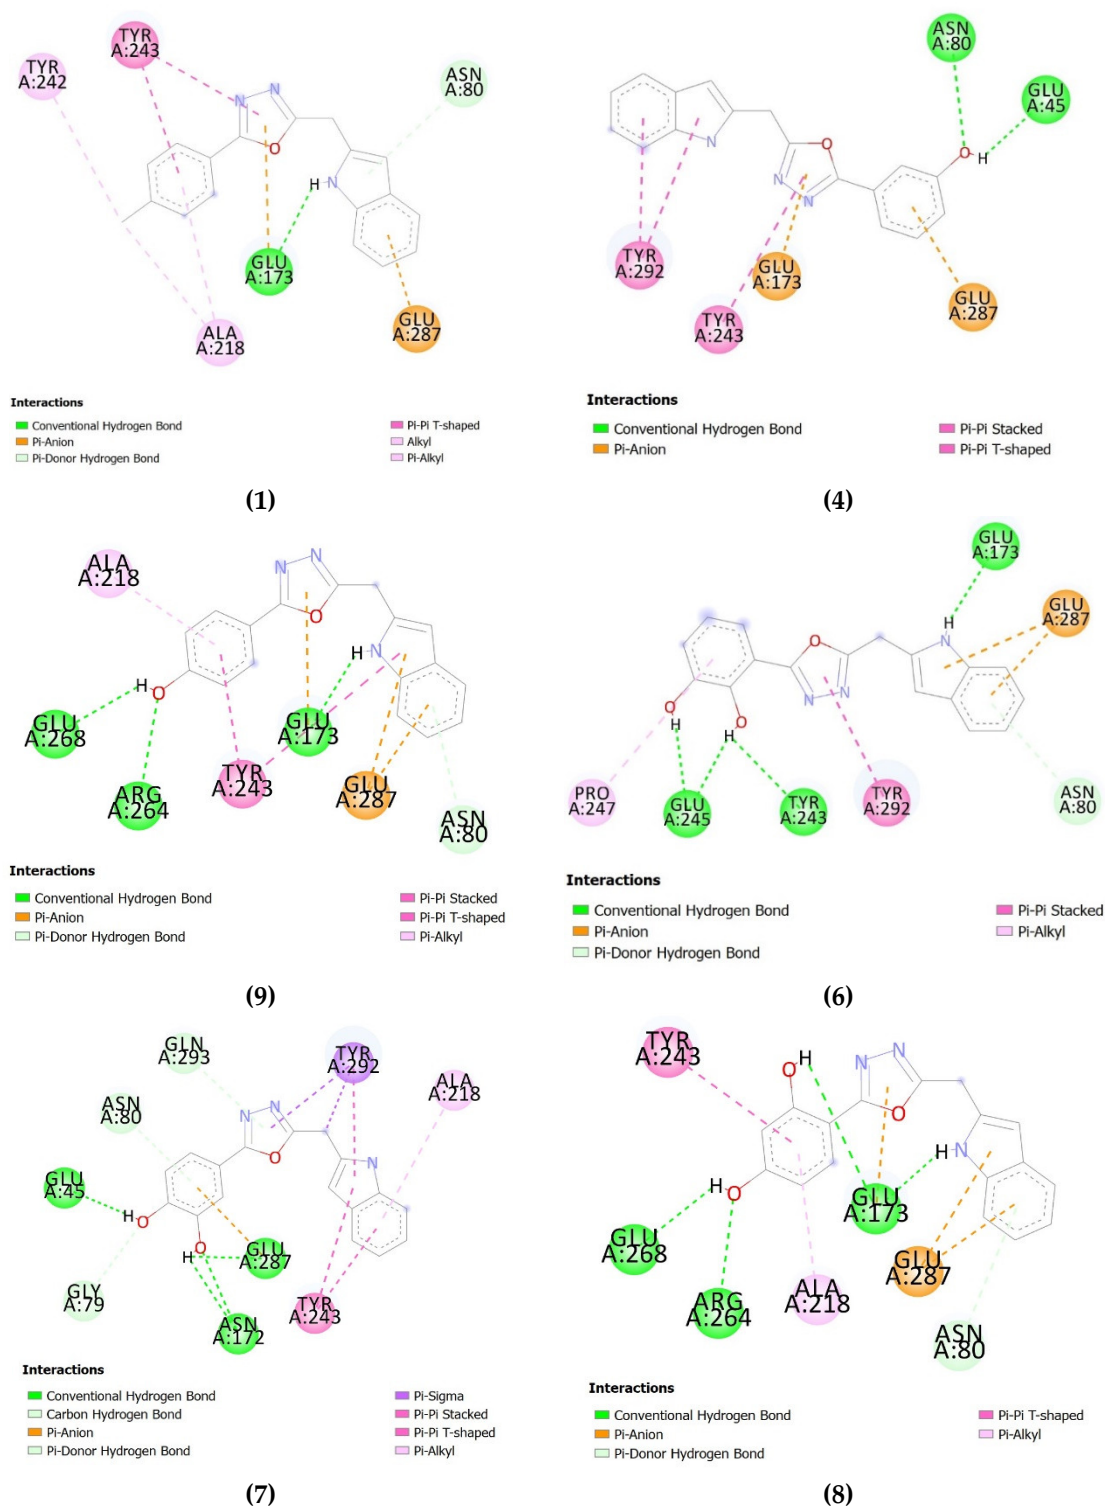 TYR
A:243
TYR
A:242
ASN
A:80
N
N
O
H
N
GLU
A:173
GLU
A:287
ALA
A:218
Interactions
Conventional Hydrogen Bond
Pi-Anion
Pi-Donor Hydrogen Bond
Pi-Pi T-shaped
Alkyl
Pi-Alkyl
(1)
ASN
A:80
GLU
A:45
O
H
N
O
N
N
TYR
A:292
GLU
A:173
TYR
A:243
GLU
A:287
Interactions
Conventional Hydrogen Bond
Pi-Anion
Pi-Pi Stacked
Pi-Pi T-shaped
(4)
ALA
A:218
N
N
O
H
N
H
O
GLU
A:268
GLU
A:173
ARG
A:264
TYR
A:243
GLU
A:287
ASN
A:80
Interactions
Conventional Hydrogen Bond
Pi-Anion
Pi-Donor Hydrogen Bond
Pi-Pi Stacked
Pi-Pi T-shaped
Pi-Alkyl
(9)
GLU
A:173
GLU
A:287
H
N
O
N
N
O
H
O
H
PRO
A:247
GLU
A:245
TYR
A:243
TYR
A:292
ASN
A:80
Interactions
Conventional Hydrogen Bond
Pi-Anion
Pi-Donor Hydrogen Bond
Pi-Pi Stacked
Pi-Alkyl
(6)
GLN
A:293
TYR
A:292
ALA
A:218
ASN
A:80
N
N
O
N
GLU
A:45
H
O
O
H
GLU
A:287
GLY
A:79
ASN
A:172
TYR
A:243
Interactions
Conventional Hydrogen Bond
Carbon Hydrogen Bond
Pi-Anion
Pi-Donor Hydrogen Bond
Pi-Sigma
Pi-Pi Stacked
Pi-Pi T-shaped
Pi-Alkyl
(7)
TYR
A:243
H
O
N
N
O
H
N
H
O
GLU
A:268
GLU
A:173
ARG
A:264
ALA
A:218
GLU
A:287
ASN
A:80
Interactions
Conventional Hydrogen Bond
Pi-Anion
Pi-Donor Hydrogen Bond
Pi-Pi T-shaped
Pi-Alkyl
(8)